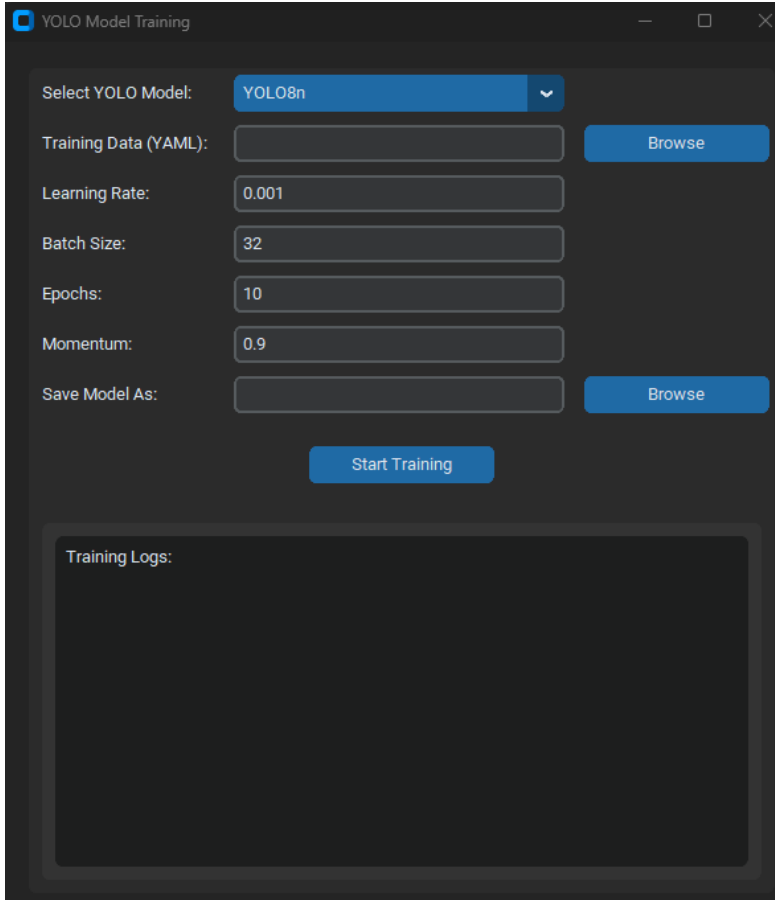 YOLO Model Training
Select YOLO Model: YOLO8n
Training Data (YAML): Browse
Learning Rate: 0.001
Batch Size: 32
Epochs: 10
Momentum: 0.9
Save Model As: Browse
Start Training
Training Logs: